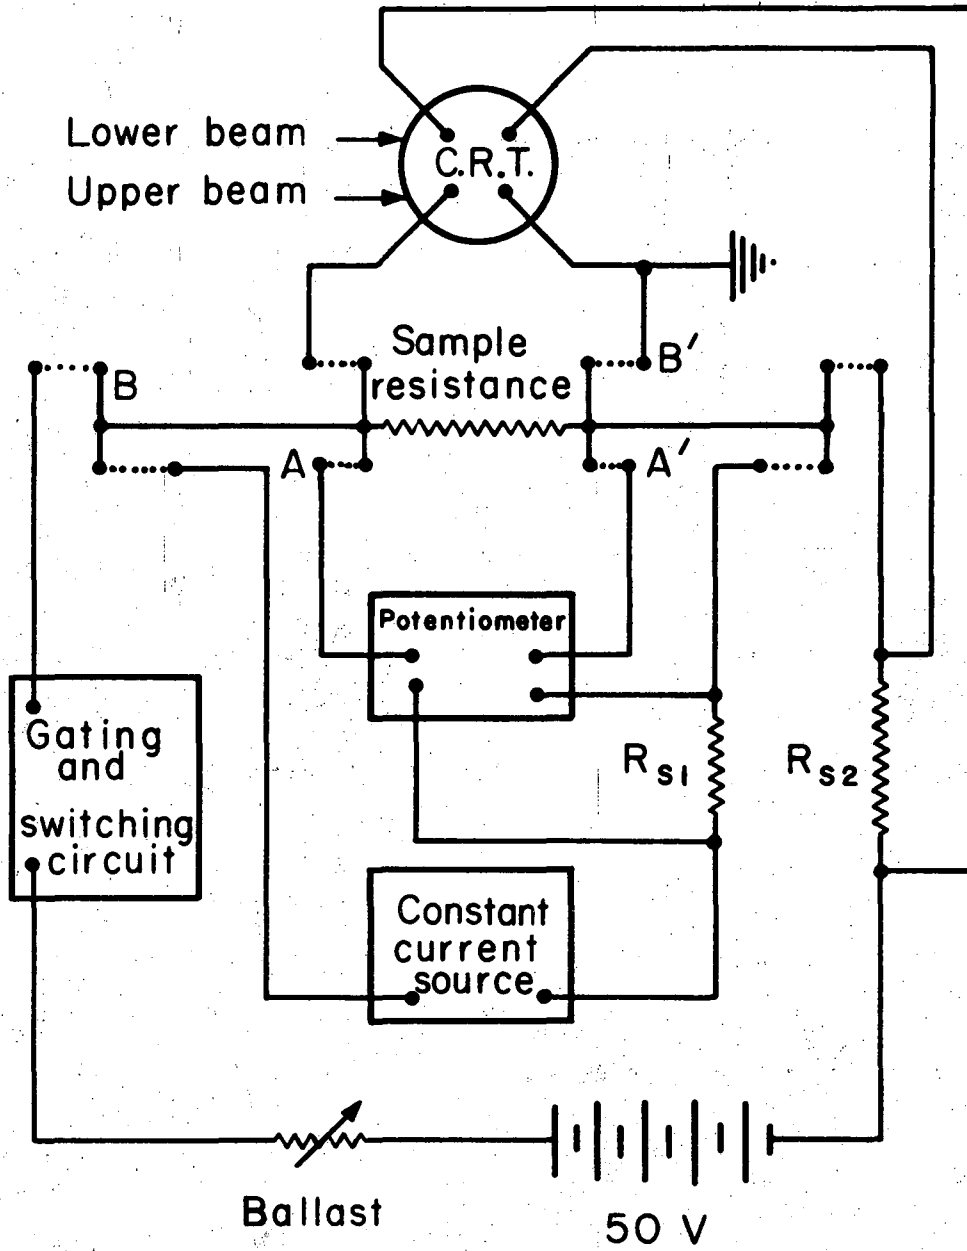 Lower beam
Upper beam
C.R.T.
Sample
resistance
B
B′
A
A′
Potentiometer
Gating
and
switching
circuit
R S1
R S2
Constant
current
source
Ballast
50 V